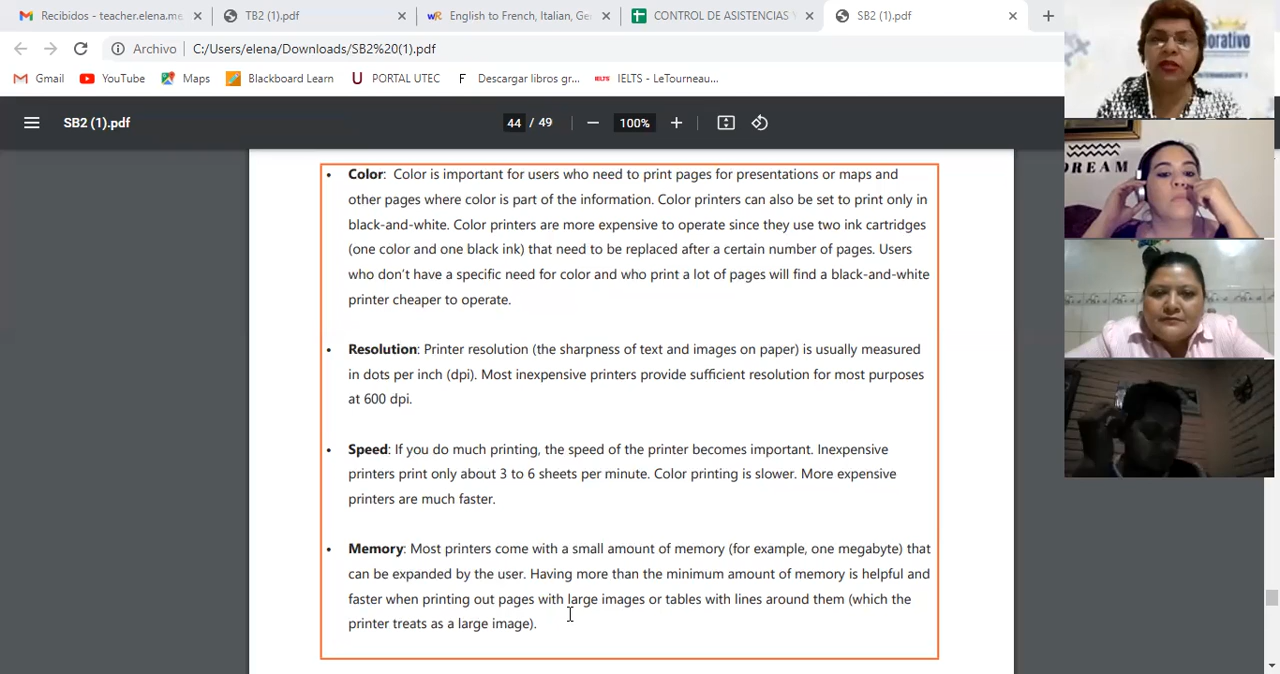 Recibidos - teacher.elena.me
TB2 (1).pdf
English to French, Italian, Ge
CONTROL DE ASISTENCIAS Y
SB2 (1).pdf
Archivo
C:/Users/elena/Downloads/SB2%20(1).pdf
Gmail
YouTube
Maps
Blackboard Learn
PORTAL UTEC
Descargar libros gr...
IELTS - LeTourneau...
SB2 (1).pdf
44 / 49
100%
orativo
DREAM
• Color: Color is important for users who need to print pages for presentations or maps and
other pages where color is part of the information. Color printers can also be set to print only in
black-and-white. Color printers are more expensive to operate since they use two ink cartridges
(one color and one black ink) that need to be replaced after a certain number of pages. Users
who don't have a specific need for color and who print a lot of pages will find a black-and-white
printer cheaper to operate.
• Resolution: Printer resolution (the sharpness of text and images on paper) is usually measured
in dots per inch (dpi). Most inexpensive printers provide sufficient resolution for most purposes
at 600 dpi.
• Speed: If you do much printing, the speed of the printer becomes important. Inexpensive
printers print only about 3 to 6 sheets per minute. Color printing is slower. More expensive
printers are much faster.
• Memory: Most printers come with a small amount of memory (for example, one megabyte) that
can be expanded by the user. Having more than the minimum amount of memory is helpful and
faster when printing out pages with large images or tables with lines around them (which the
printer treats as a large image).